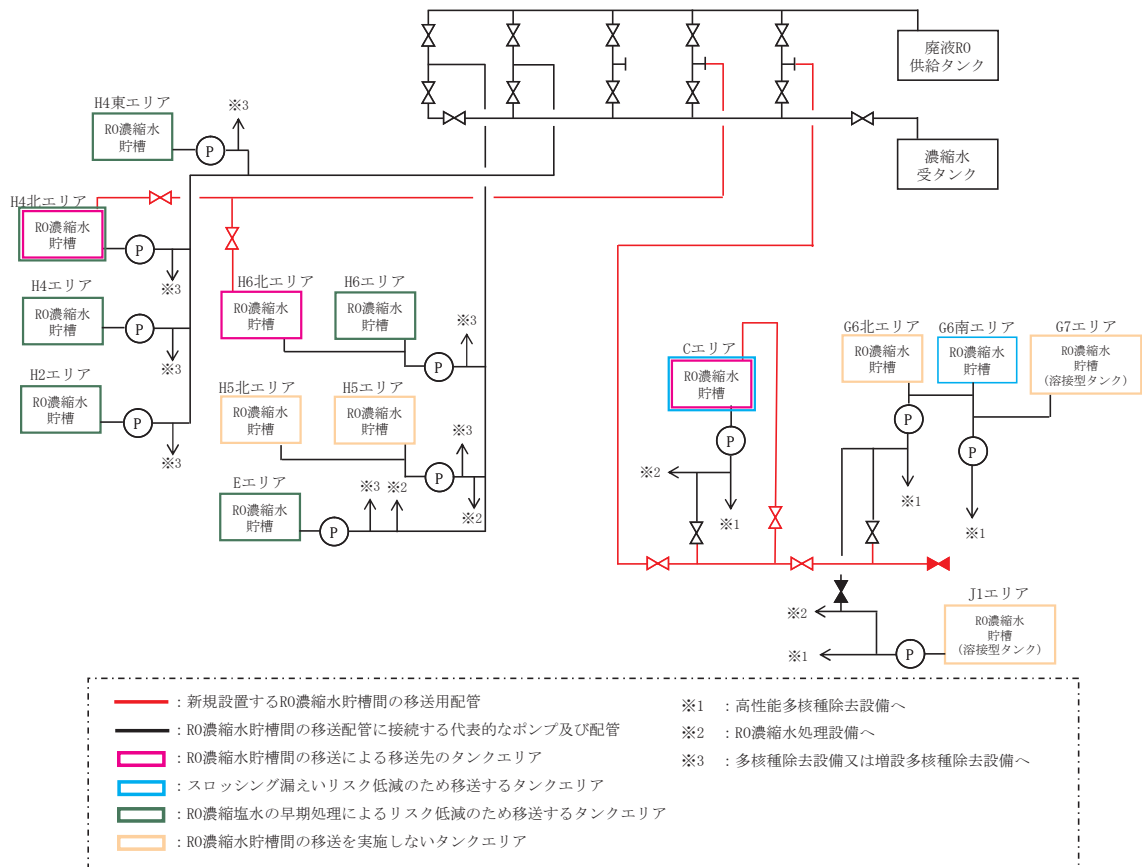 廃液RO
供給タンク
濃縮水
受タンク
H4東エリア
※3
RO濃縮水
貯槽
P
H4北エリア
RO濃縮水
貯槽
P
※3
H4エリア
RO濃縮水
貯槽
P
※3
H2エリア
RO濃縮水
貯槽
P
※3
H6北エリア
RO濃縮水
貯槽
H6エリア
RO濃縮水
貯槽
※3
P
H5北エリア
RO濃縮水
貯槽
H5エリア
RO濃縮水
貯槽
※3
P
※2
Eエリア
RO濃縮水
貯槽
P
※3
※2
Cエリア
RO濃縮水
貯槽
P
※2
※1
G6北エリア
RO濃縮水
貯槽
P
※1
G6南エリア
RO濃縮水
貯槽
P
※1
G7エリア
RO濃縮水
貯槽
(溶接型タンク)
J1エリア
RO濃縮水
貯槽
(溶接型タンク)
P
※2
※1
：新規設置するRO濃縮水貯槽間の移送用配管
：RO濃縮水貯槽間の移送配管に接続する代表的なポンプ及び配管
：RO濃縮水貯槽間の移送による移送先のタンクエリア
：スロッシング漏えいリスク低減のため移送するタンクエリア
：RO濃縮塩水の早期処理によるリスク低減のため移送するタンクエリア
：RO濃縮水貯槽間の移送を実施しないタンクエリア
※1　：高性能多核種除去設備へ
※2　：RO濃縮水処理設備へ
※3　：多核種除去設備又は増設多核種除去設備へ